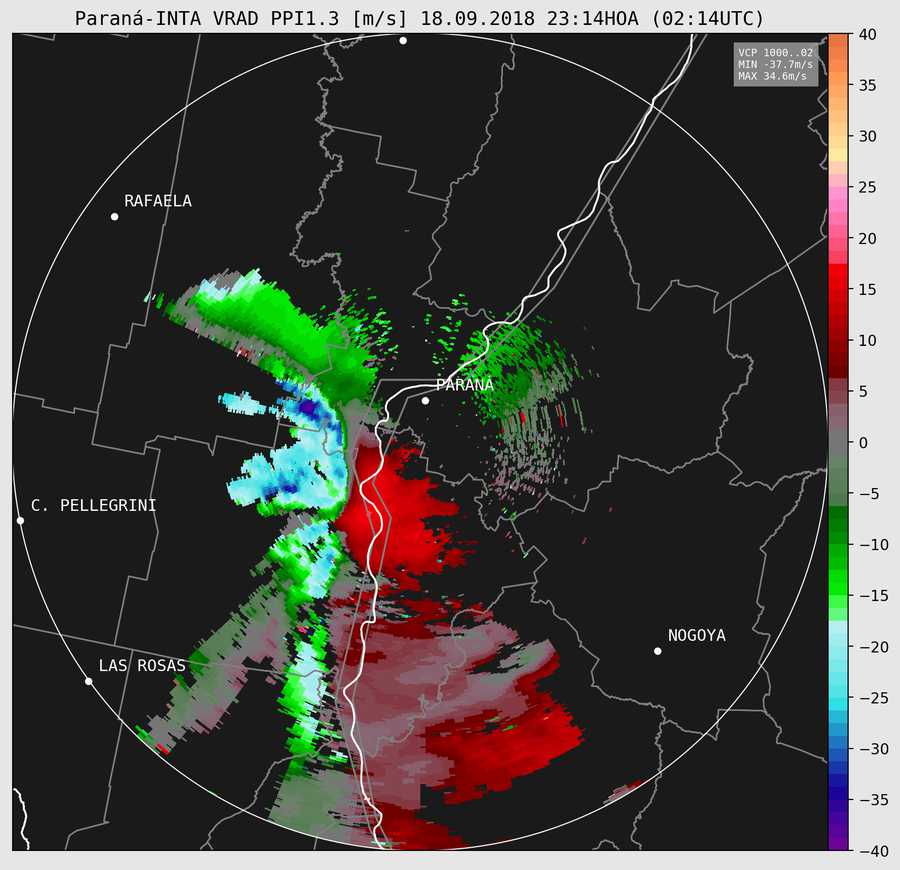 Paraná-INTA VRAD PPI1.3 [m/s] 18.09.2018 23:14HOA (02:14UTC)
VCP 1000..02
MIN -37.7m/s
MAX 34.6m/s
RAFAELA
PARANA
C. PELLEGRINI
NOGOYA
LAS ROSAS
40
35
30
25
20
15
10
5
0
−5
−10
−15
−20
−25
−30
−35
−40